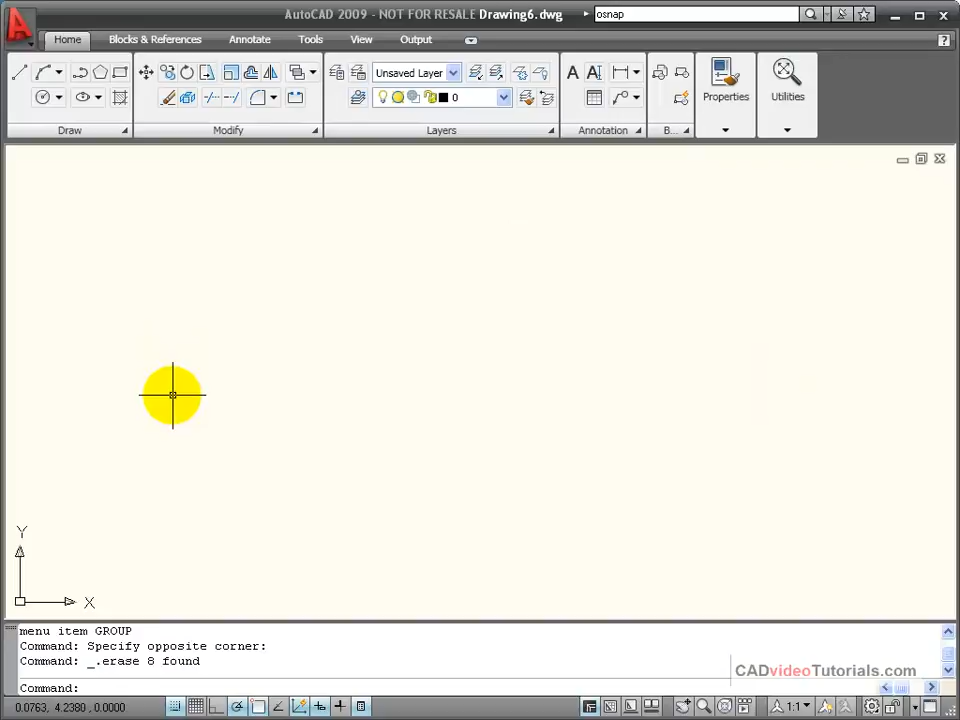 AutoCAD 2009 - NOT FOR RESALE Drawing6.dwg
osnap
Home
Blocks & References
Annotate
Tools
View
Output
Unsaved Layer
0
A A
Properties
Utilities
Draw
Modify
Layers
Annotation
B...
Y
X
menu item GROUP
Command: Specify opposite corner:
Command: _.erase 8 found
CADvideoTutorials.com
Command:
0.0763, 4.2380, 0.0000
1:1